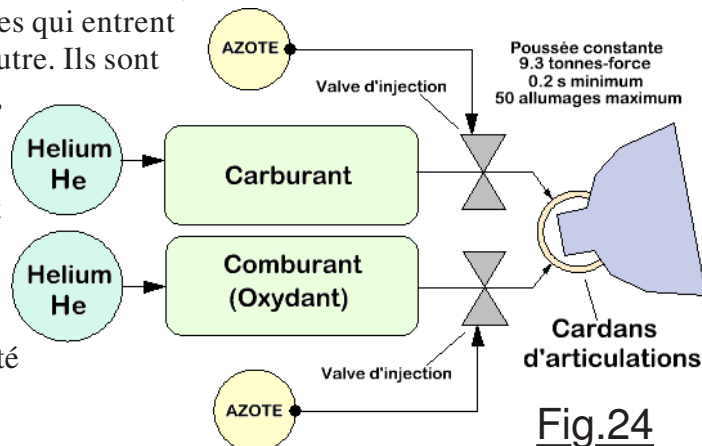 es qui entrent
utre. Ils sont
,
té
AZOTE
Poussée constante
9.3 tonnes-force
0.2 s minimum
50 allumages maximum
Valve d'injection
Helium
He
Carburant
Helium
He
Comburant
(Oxydant)
Cardans
d'articulations
Valve d'injection
AZOTE
Fig.24